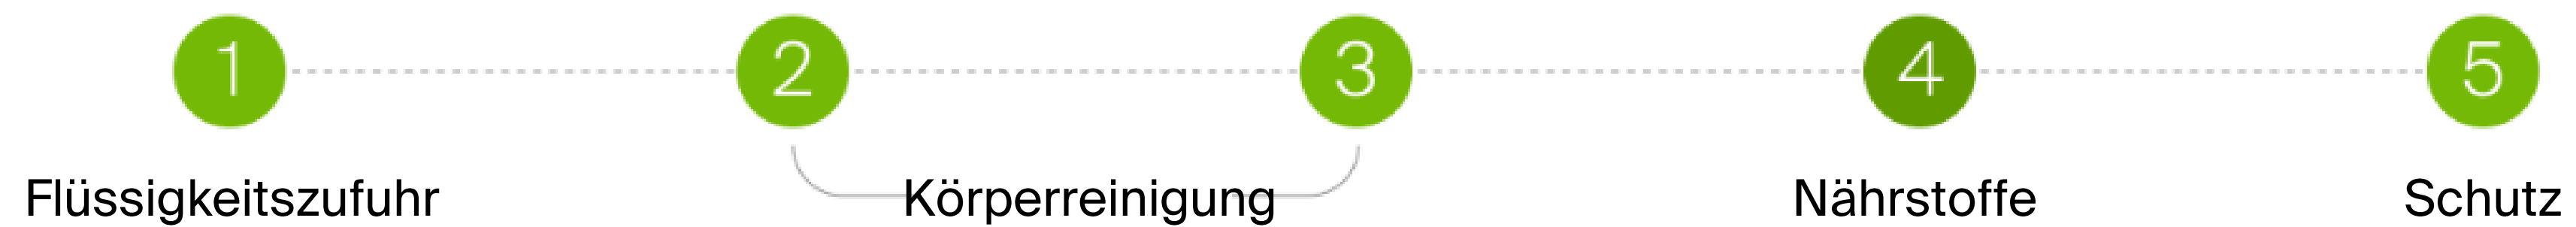 1 2 3 4 5
Flüssigkeitszufuhr Körperreinigung Nährstoffe Schutz